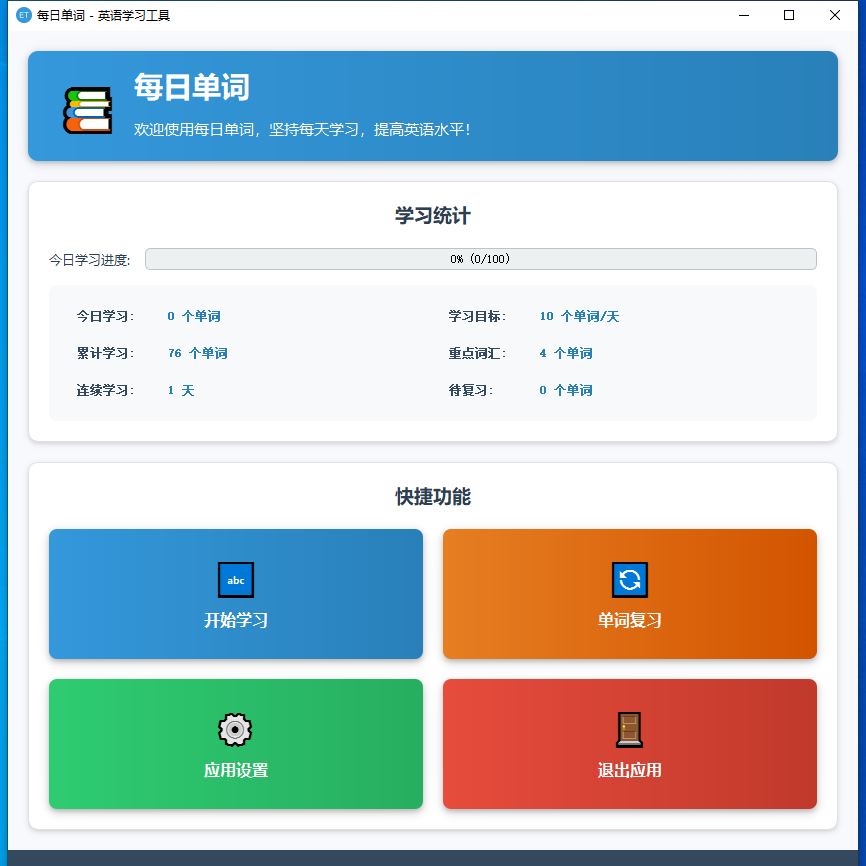 ET 每日单词 - 英语学习工具
每日单词
欢迎使用每日单词，坚持每天学习，提高英语水平！
学习统计
今日学习进度: 0% (0/100)
今日学习: 0 个单词 学习目标: 10 个单词/天
累计学习: 76 个单词 重点词汇: 4 个单词
连续学习: 1 天 待复习: 0 个单词
快捷功能
abc
开始学习 单词复习
应用设置 退出应用